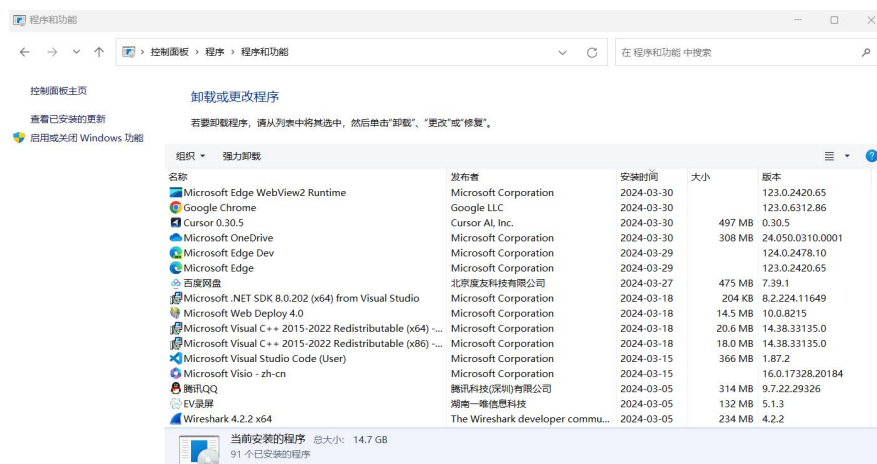 程序和功能
控制面板 › 程序 › 程序和功能
在 程序和功能 中搜索
控制面板主页
查看已安装的更新
启用或关闭 Windows 功能
卸载或更改程序
若要卸载程序，请从列表中将其选中，然后单击"卸载"、"更改"或"修复"。
组织 强力卸载
名称 发布者 安装时间 大小 版本
Microsoft Edge WebView2 Runtime Microsoft Corporation 2024-03-30 123.0.2420.65
Google Chrome Google LLC 2024-03-30 123.0.6312.86
Cursor 0.30.5 Cursor AI, Inc. 2024-03-30 497 MB 0.30.5
Microsoft OneDrive Microsoft Corporation 2024-03-30 308 MB 24.050.0310.0001
Microsoft Edge Dev Microsoft Corporation 2024-03-29 124.0.2478.10
Microsoft Edge Microsoft Corporation 2024-03-29 123.0.2420.65
百度网盘 北京度友科技有限公司 2024-03-27 475 MB 7.39.1
Microsoft .NET SDK 8.0.202 (x64) from Visual Studio Microsoft Corporation 2024-03-18 204 KB 8.2.224.11649
Microsoft Web Deploy 4.0 Microsoft Corporation 2024-03-18 14.5 MB 10.0.8215
Microsoft Visual C++ 2015-2022 Redistributable (x64) -... Microsoft Corporation 2024-03-18 20.6 MB 14.38.33135.0
Microsoft Visual C++ 2015-2022 Redistributable (x86) -... Microsoft Corporation 2024-03-18 18.0 MB 14.38.33135.0
Microsoft Visual Studio Code (User) Microsoft Corporation 2024-03-15 366 MB 1.87.2
Microsoft Visio - zh-cn Microsoft Corporation 2024-03-15 16.0.17328.20184
腾讯QQ 腾讯科技(深圳)有限公司 2024-03-05 314 MB 9.7.22.29326
EV录屏 湖南一唯信息科技 2024-03-05 132 MB 5.1.3
Wireshark 4.2.2 x64 The Wireshark developer commu... 2024-03-05 234 MB 4.2.2
当前安装的程序 总大小: 14.7 GB
91 个已安装的程序